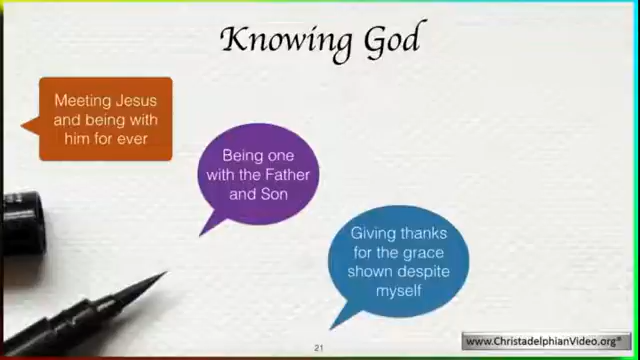 Knowing God
Meeting Jesus
and being with
him for ever
Being one
with the Father
and Son
Giving thanks
for the grace
shown despite
myself
21
www.ChristadelphianVideo.org®